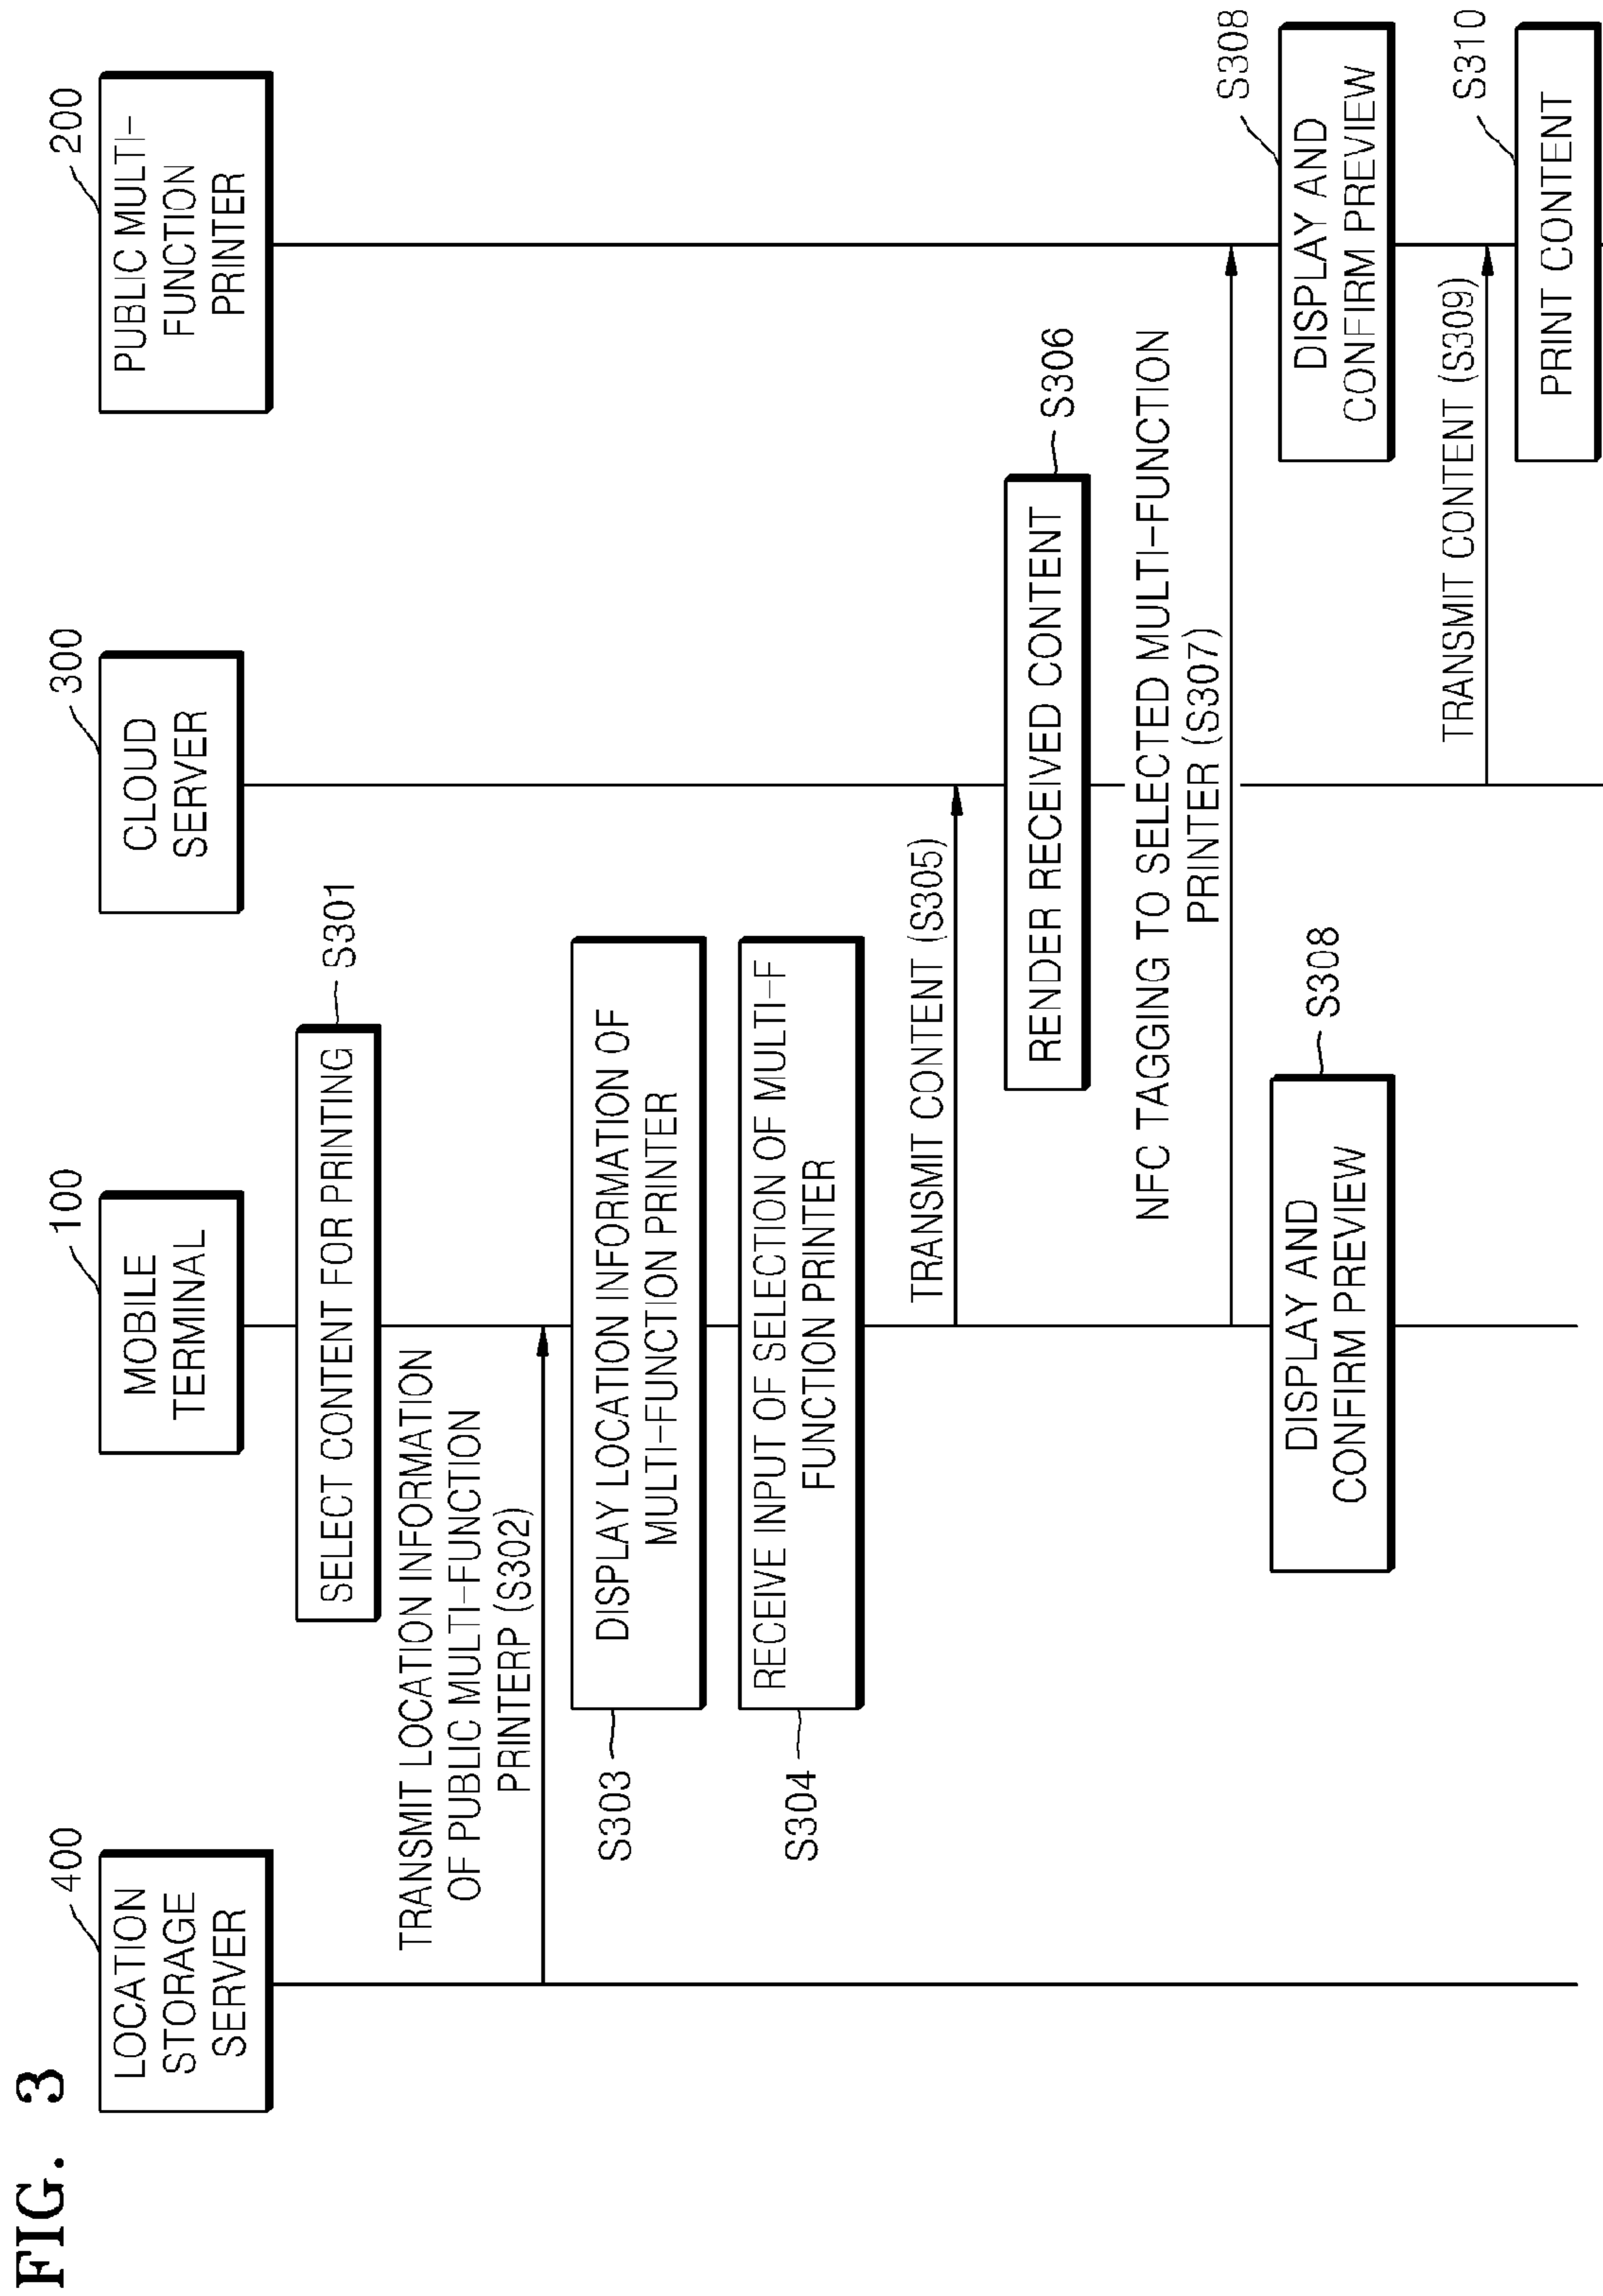 FIG. 3
400
LOCATION
STORAGE
SERVER
100
MOBILE
TERMINAL
300
CLOUD
SERVER
200
PUBLIC MULTI-
FUNCTION
PRINTER
SELECT CONTENT FOR PRINTING
S301
TRANSMIT LOCATION INFORMATION
OF PUBLIC MULTI-FUNCTION
PRINTERP (S302)
S303
DISPLAY LOCATION INFORMATION OF
MULTI-FUNCTION PRINTER
S304
RECEIVE INPUT OF SELECTION OF MULTI-F
FUNCTION PRINTER
TRANSMIT CONTENT (S305)
RENDER RECEIVED CONTENT
S306
NFC TAGGING TO SELECTED MULTI-FUNCTION
PRINTER (S307)
DISPLAY AND
CONFIRM PREVIEW
S308
DISPLAY AND
CONFIRM PREVIEW
S308
TRANSMIT CONTENT (S309)
PRINT CONTENT
S310